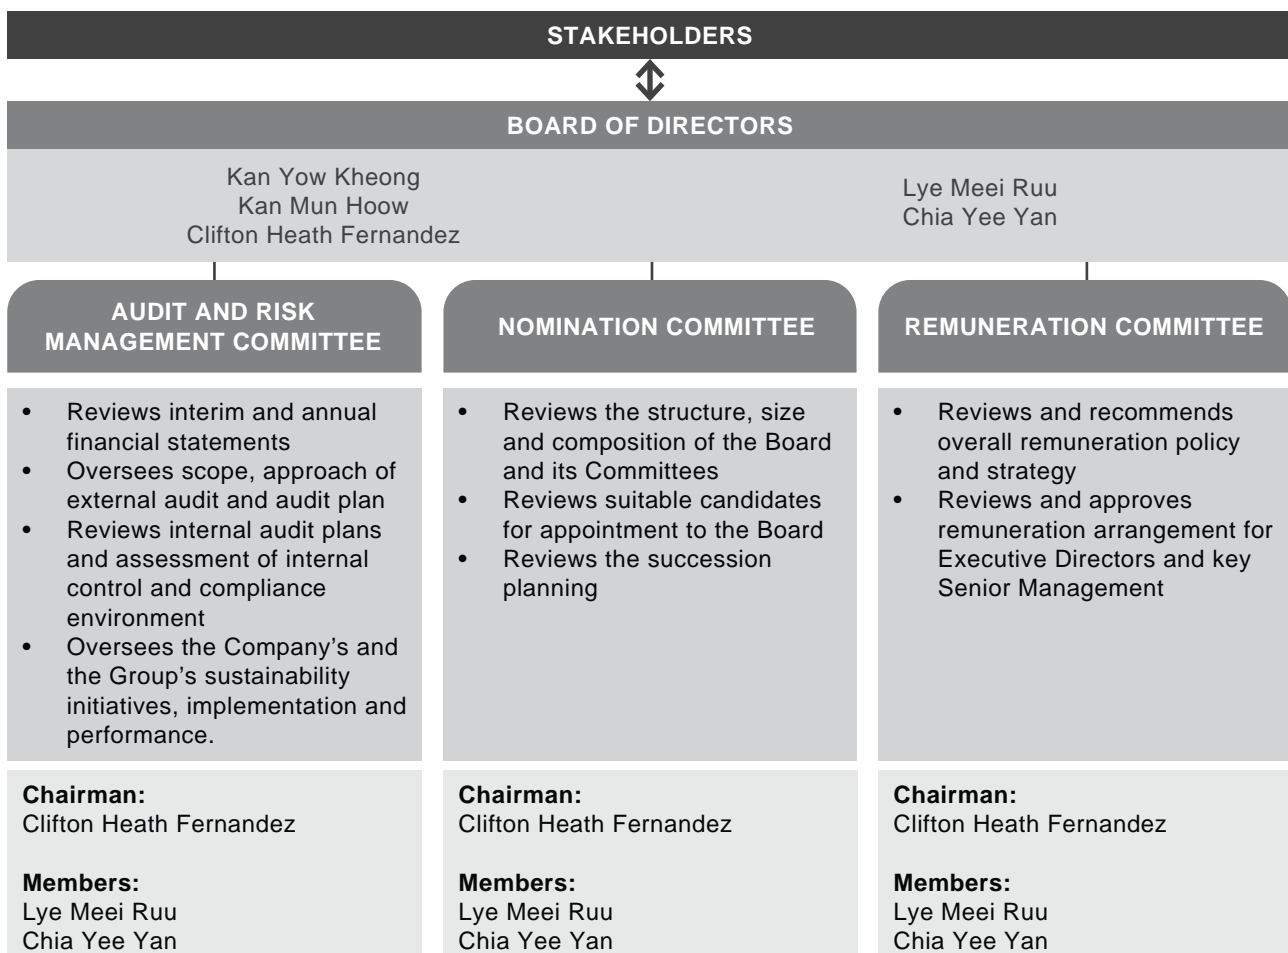 STAKEHOLDERS
BOARD OF DIRECTORS
Kan Yow Kheong
Kan Mun Hoow
Clifton Heath Fernandez
Lye Meei Ruu
Chia Yee Yan
AUDIT AND RISK
MANAGEMENT COMMITTEE
• Reviews interim and annual
financial statements
• Oversees scope, approach of
external audit and audit plan
• Reviews internal audit plans
and assessment of internal
control and compliance
environment
• Oversees the Company’s and
the Group’s sustainability
initiatives, implementation and
performance.
Chairman:
Clifton Heath Fernandez
Members:
Lye Meei Ruu
Chia Yee Yan
NOMINATION COMMITTEE
• Reviews the structure, size
and composition of the Board
and its Committees
• Reviews suitable candidates
for appointment to the Board
• Reviews the succession
planning
Chairman:
Clifton Heath Fernandez
Members:
Lye Meei Ruu
Chia Yee Yan
REMUNERATION COMMITTEE
• Reviews and recommends
overall remuneration policy
and strategy
• Reviews and approves
remuneration arrangement for
Executive Directors and key
Senior Management
Chairman:
Clifton Heath Fernandez
Members:
Lye Meei Ruu
Chia Yee Yan